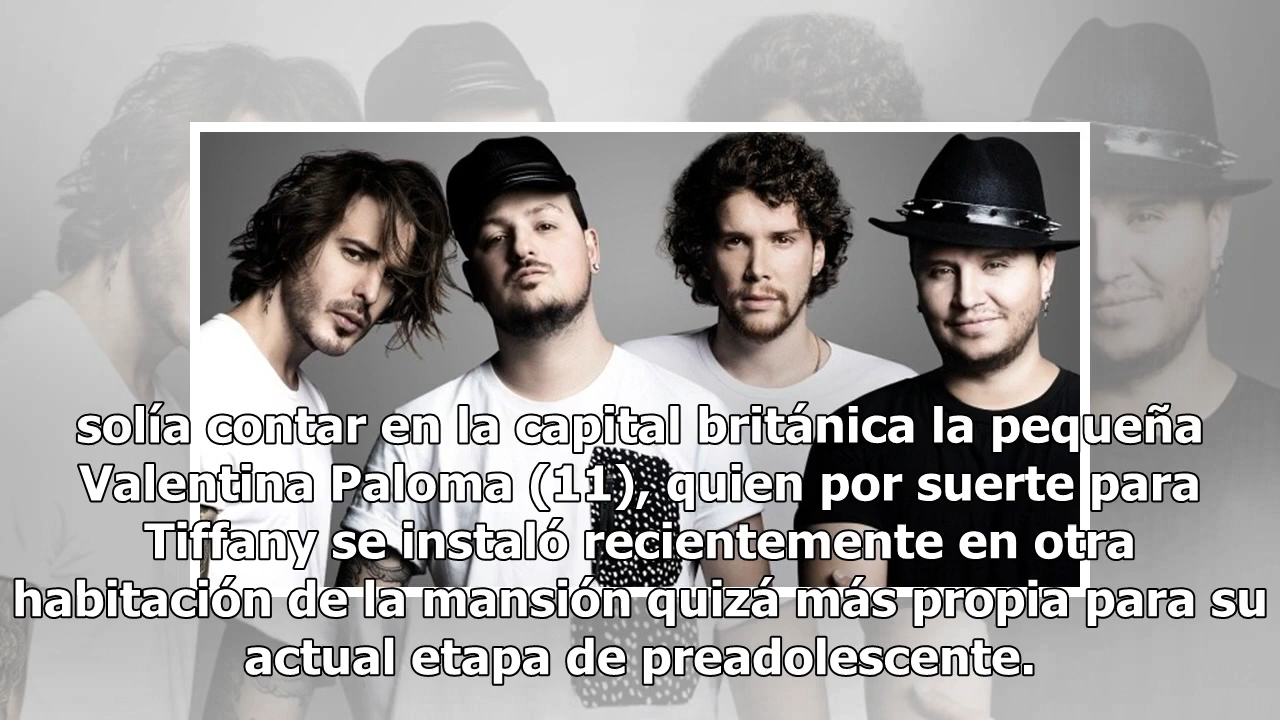 solía contar en la capital británica la pequeña
Valentina Paloma (11), quien por suerte para
Tiffany se instaló recientemente en otra
habitación de la mansión quizá más propia para su
actual etapa de preadolescente.